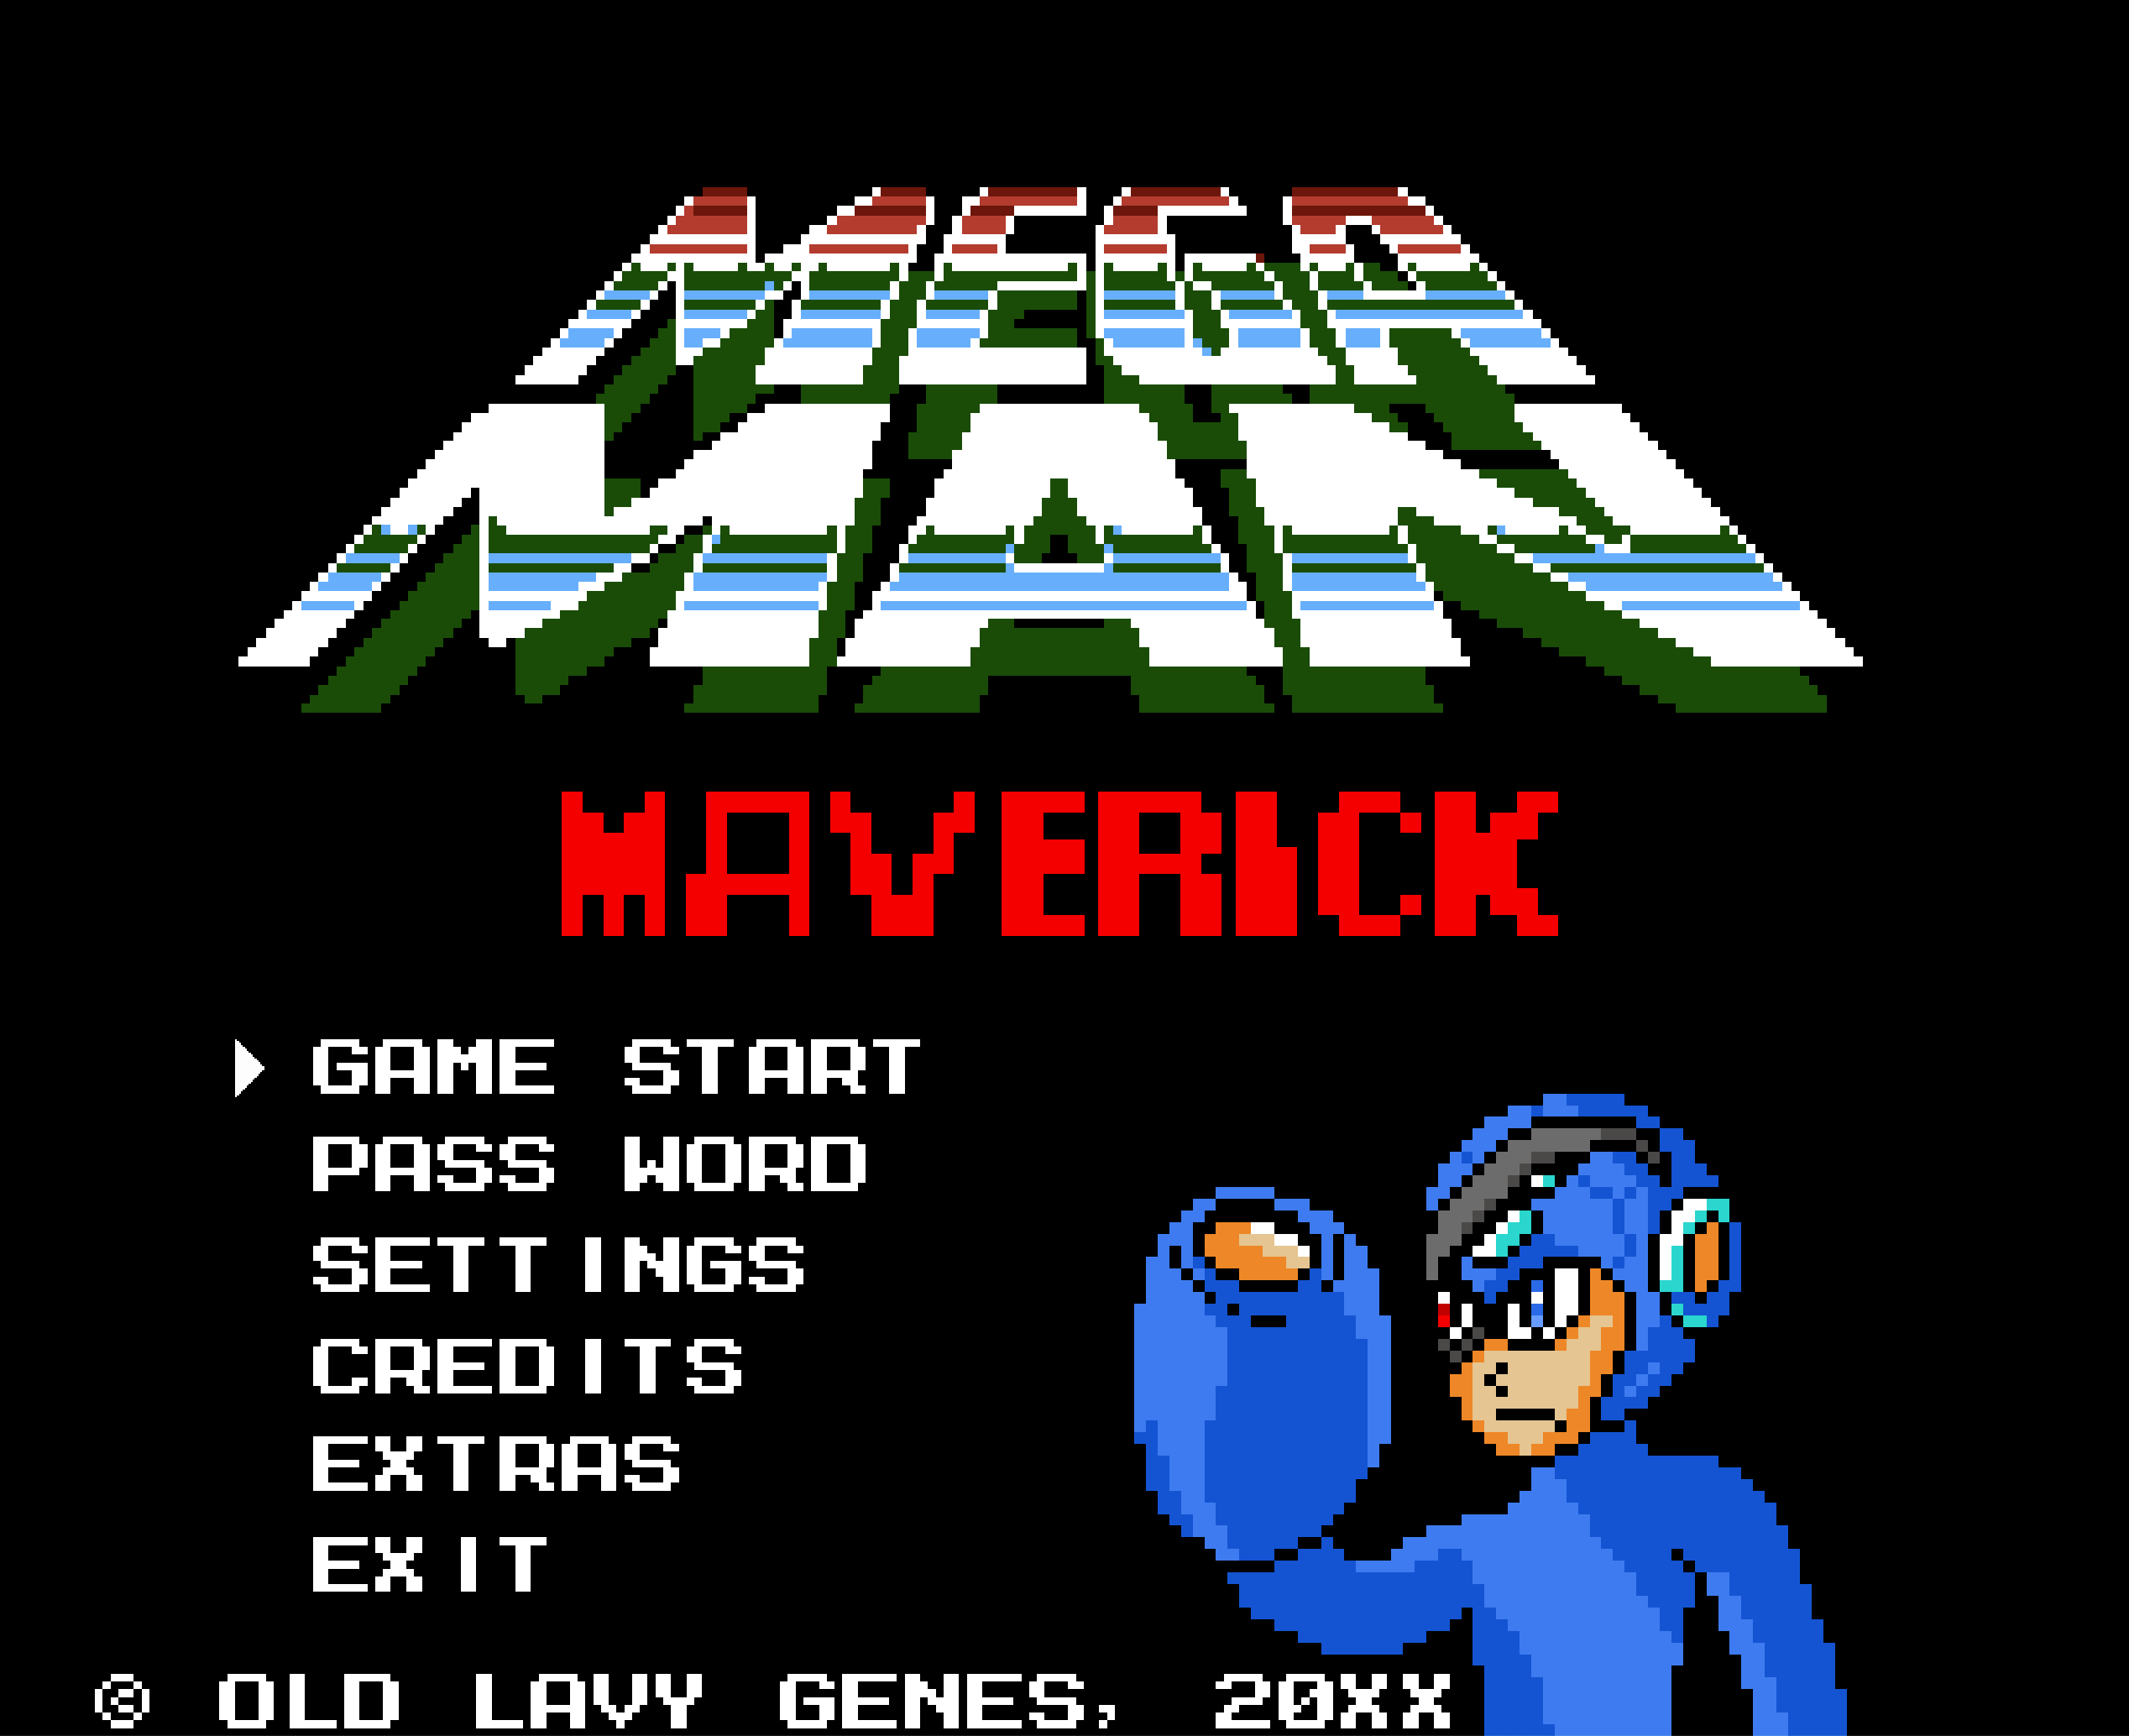 MEGA
MAN
MAVERICK
GAME START
PASS WORD
SETTINGS
CREDITS
EXTRAS
EXIT
© OLD LAVY GENES, 20XX